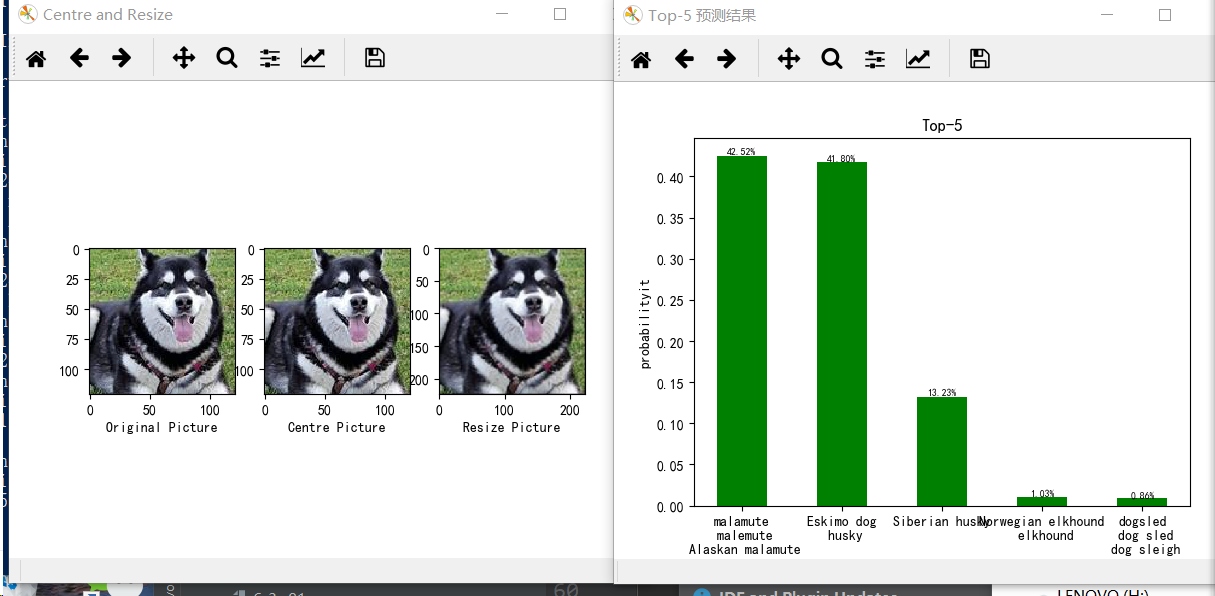 Centre and Resize
Top-5 预测结果
0
25
50
75
100
0
50
100
Original Picture
0
25
50
75
100
0
50
100
Centre Picture
0
50
100
150
200
0
100
200
Resize Picture
Top-5
probabilityit
0.40
0.35
0.30
0.25
0.20
0.15
0.10
0.05
0.00
42.52%
41.80%
13.23%
1.03%
0.86%
malamute
malemute
Alaskan malamute
Eskimo dog
husky
Siberian husky
Norwegian elkhound
elkhound
dogsled
dog sled
dog sleigh
60
IDE and Plugin Updates
LENOVO (H:)